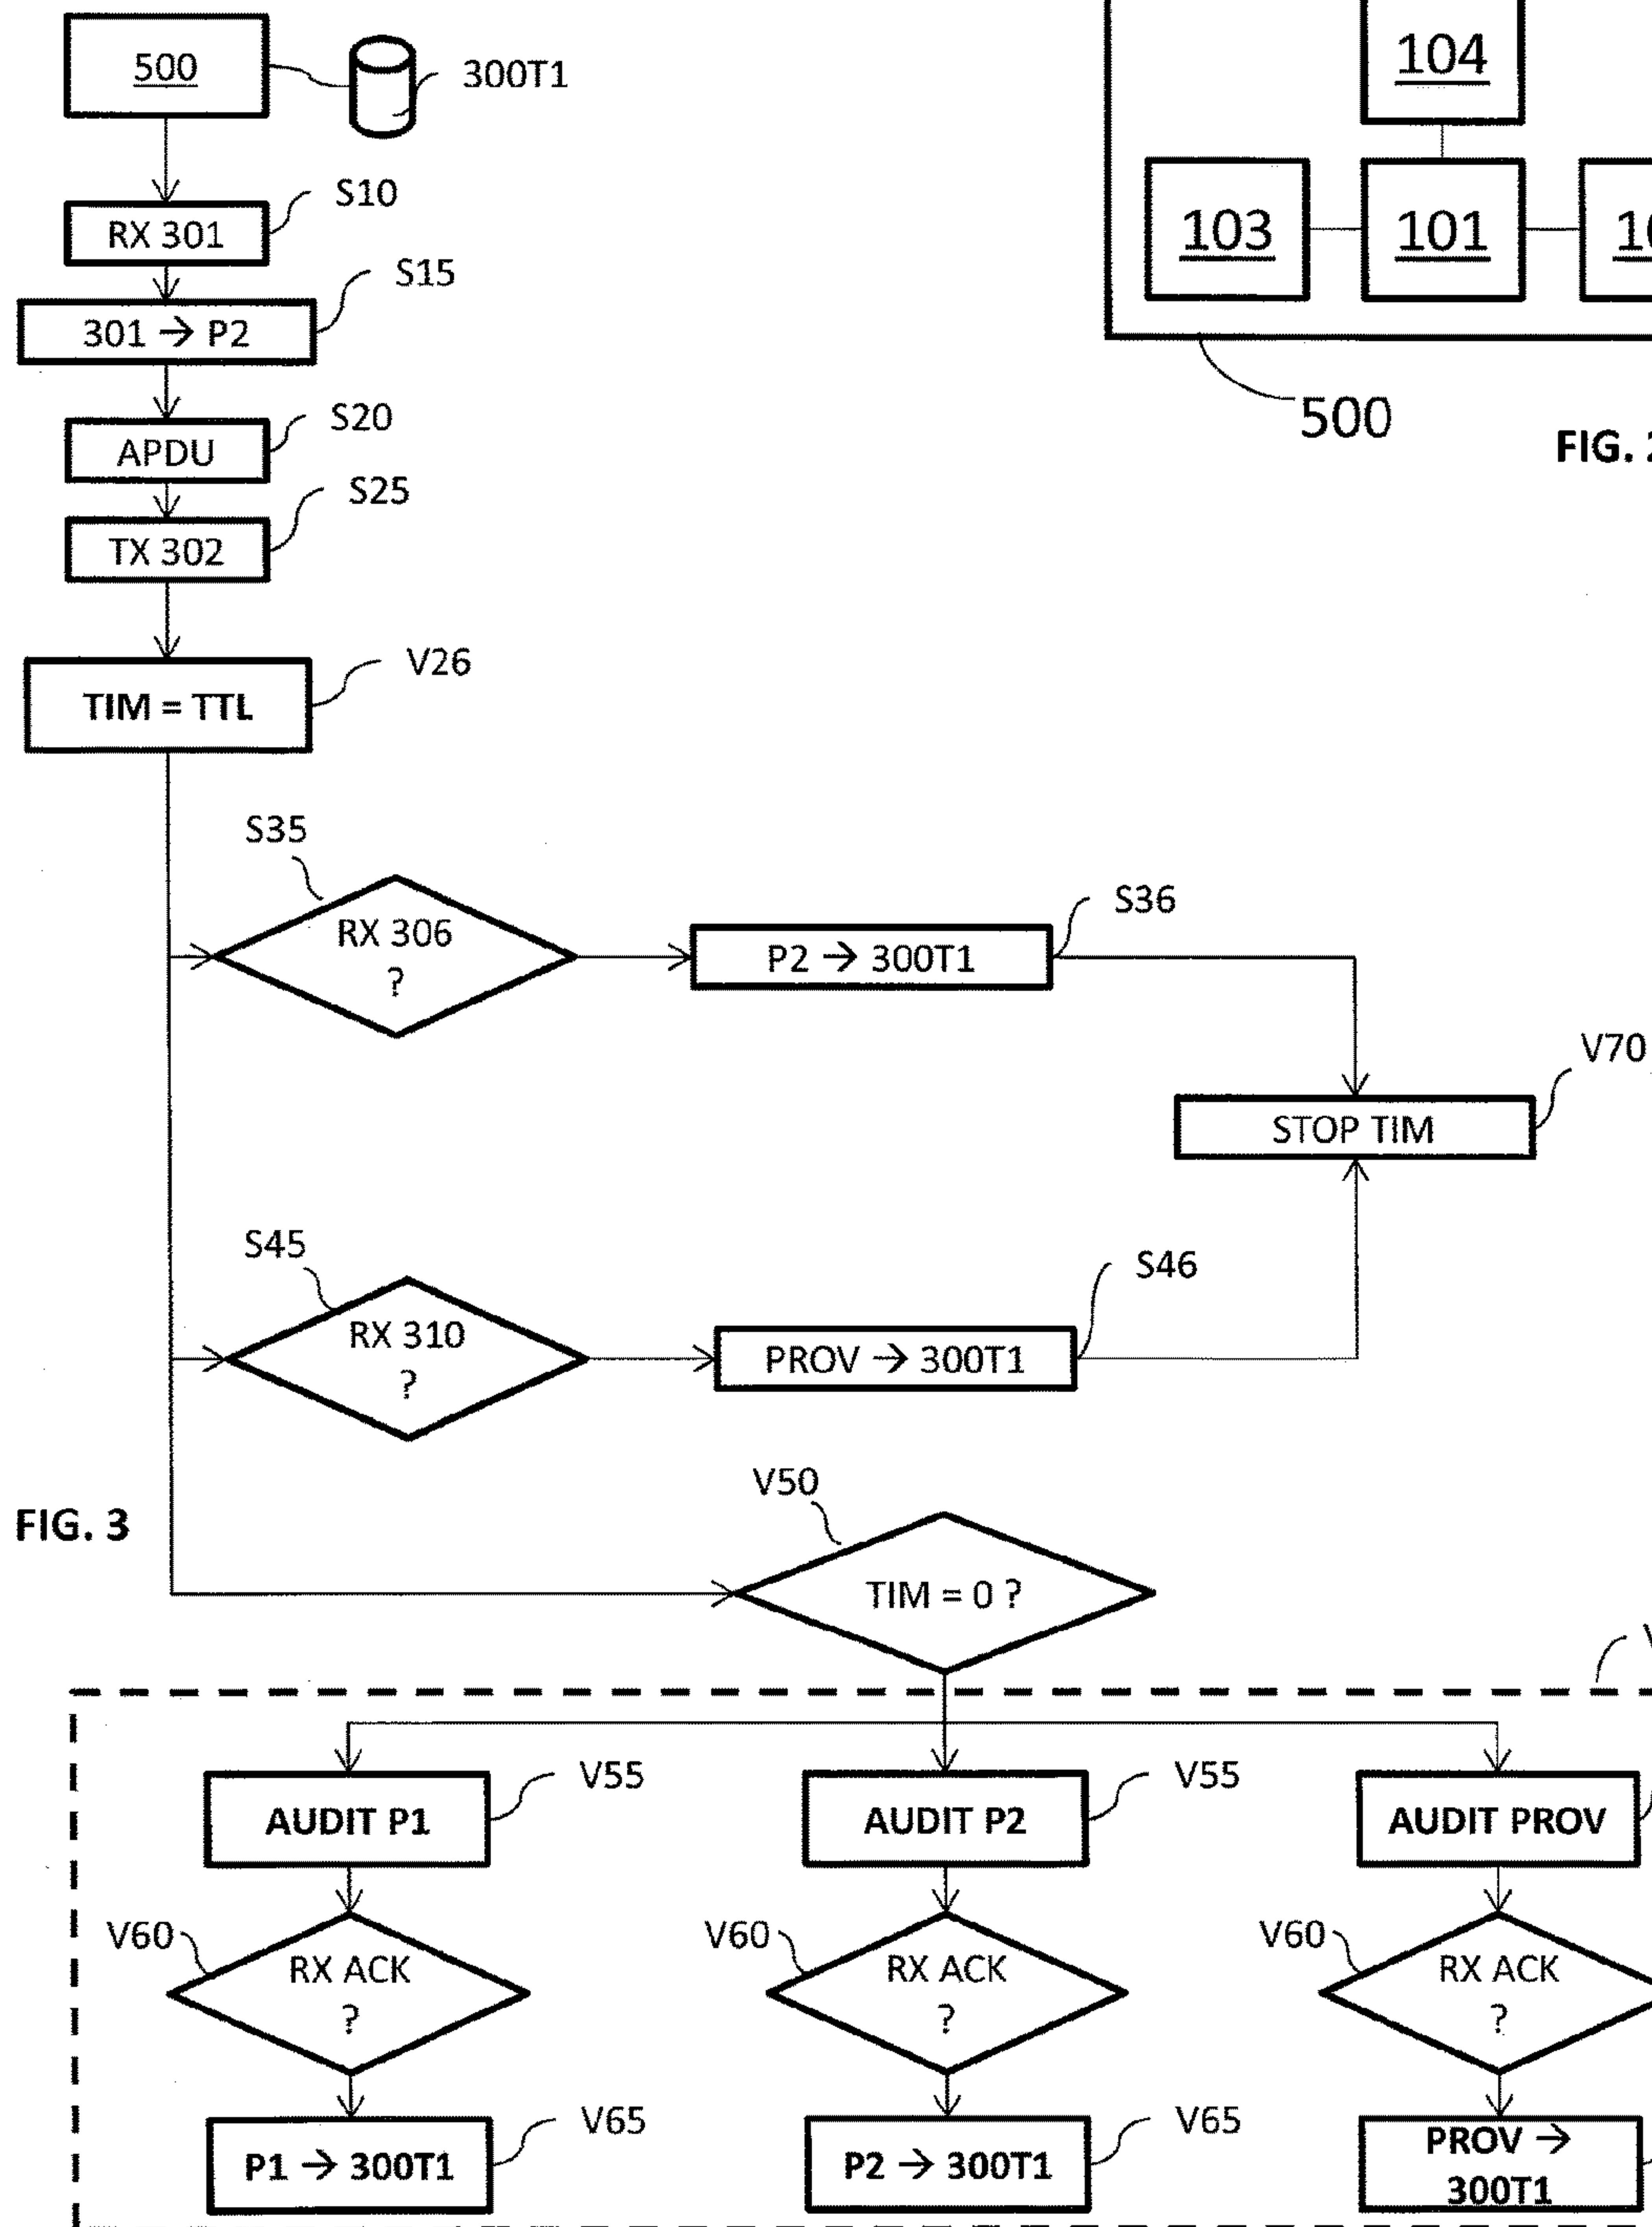 500
300T1
S10
RX 301
S15
301 → P2
S20
APDU
S25
TX 302
V26
TIM = TTL
104
103
101
500
S35
RX 306
?
S36
P2 → 300T1
V70
STOP TIM
S45
RX 310
?
S46
PROV → 300T1
FIG. 3
V50
TIM = 0 ?
AUDIT P1
V55
AUDIT P2
V55
AUDIT PROV
V60
RX ACK
?
V60
RX ACK
?
V60
RX ACK
?
P1 → 300T1
V65
P2 → 300T1
V65
PROV →
300T1
FIG.